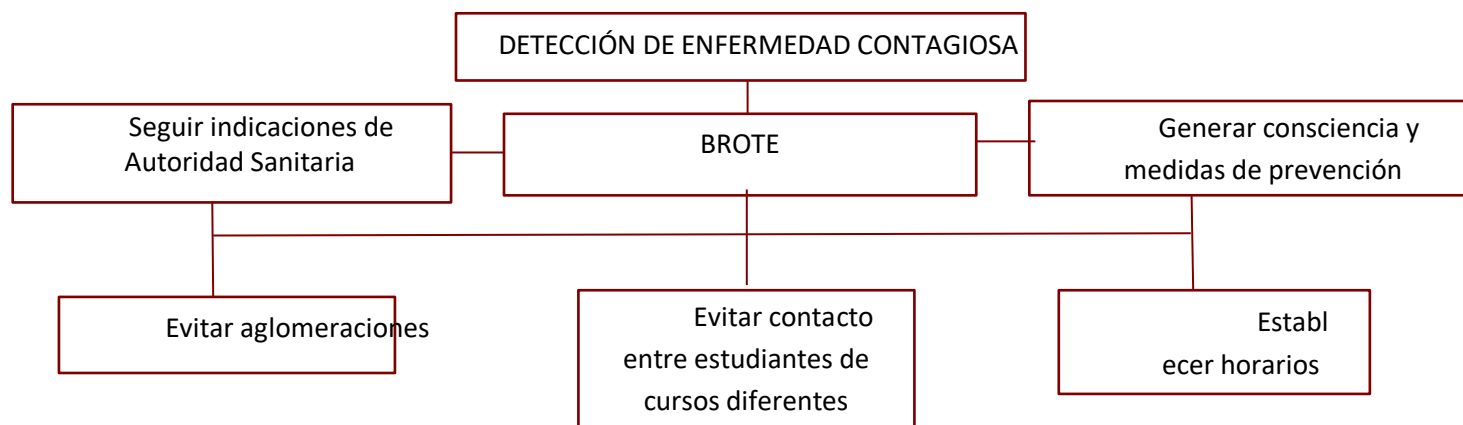 DETECCIÓN DE ENFERMEDAD CONTAGIOSA
Seguir indicaciones de
Autoridad Sanitaria
BROTE
Generar consciencia y
medidas de prevención
Evitar aglomeraciones
Evitar contacto
entre estudiantes de
cursos diferentes
Establ
ecer horarios